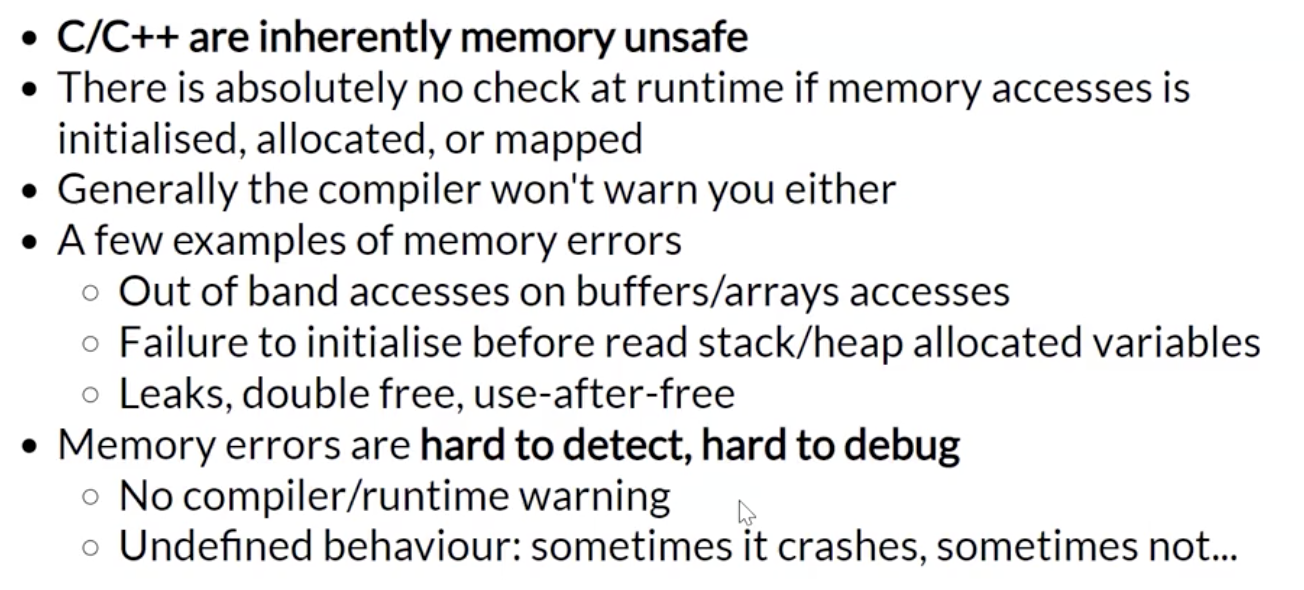 • C/C++ are inherently memory unsafe
• There is absolutely no check at runtime if memory accesses is
initialised, allocated, or mapped
• Generally the compiler won't warn you either
• A few examples of memory errors
○ Out of band accesses on buffers/arrays accesses
○ Failure to initialise before read stack/heap allocated variables
○ Leaks, double free, use-after-free
• Memory errors are hard to detect, hard to debug
○ No compiler/runtime warning
○ Undefined behaviour: sometimes it crashes, sometimes not...